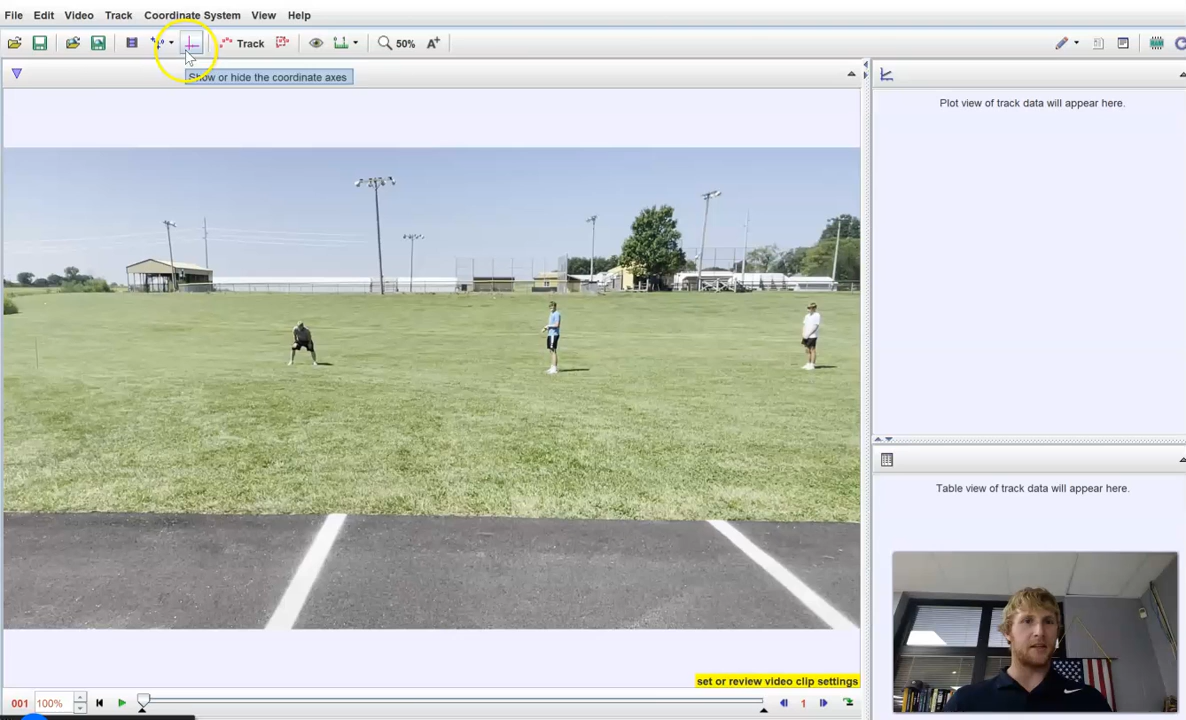 File Edit Video Track Coordinate System View Help
Track 50% A+
Show or hide the coordinate axes
Plot view of track data will appear here.
Table view of track data will appear here.
set or review video clip settings
001 100% 1